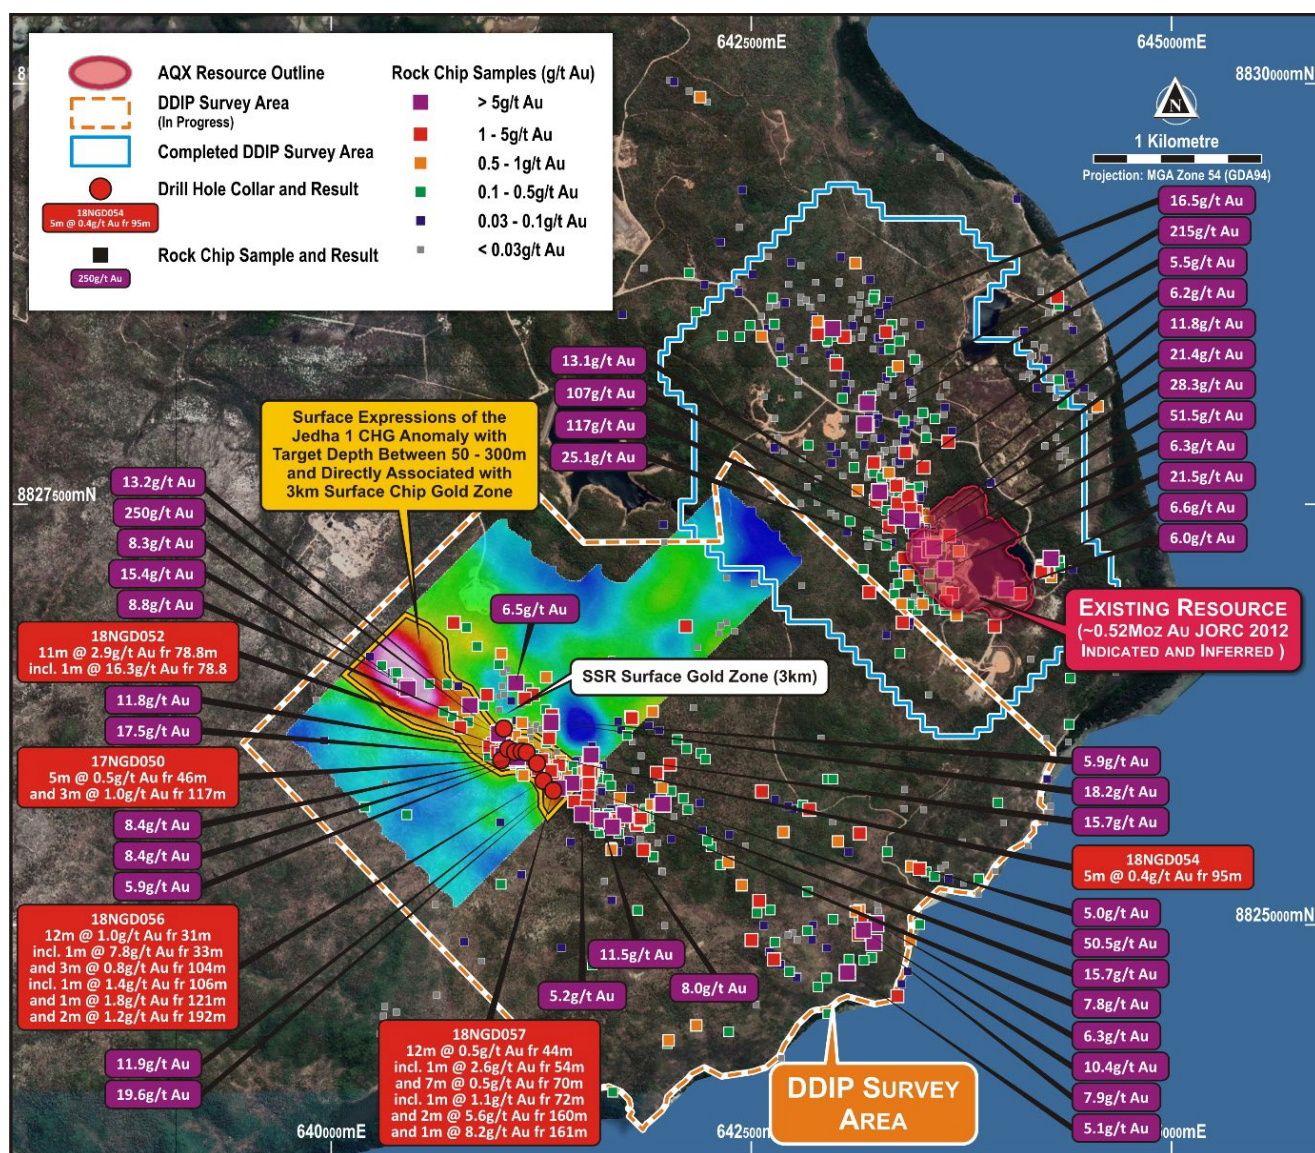 AQX Resource Outline
DDIP Survey Area
(In Progress)
Completed DDIP Survey Area
Drill Hole Collar and Result
18NGD054
5m @ 0.4g/t Au fr 95m
Rock Chip Sample and Result
250g/t Au
Rock Chip Samples (g/t Au)
> 5g/t Au
1 - 5g/t Au
0.5 - 1g/t Au
0.1 - 0.5g/t Au
0.03 - 0.1g/t Au
< 0.03g/t Au
642500mE
645000mE
8830000mN
N
1 Kilometre
Projection: MGA Zone 54 (GDA94)
16.5g/t Au
215g/t Au
5.5g/t Au
6.2g/t Au
11.8g/t Au
21.4g/t Au
28.3g/t Au
51.5g/t Au
6.3g/t Au
21.5g/t Au
6.6g/t Au
6.0g/t Au
13.1g/t Au
107g/t Au
117g/t Au
25.1g/t Au
Surface Expressions of the
Jedha 1 CHG Anomaly with
Target Depth Between 50 - 300m
and Directly Associated with
3km Surface Chip Gold Zone
8827500mN
13.2g/t Au
250g/t Au
8.3g/t Au
15.4g/t Au
8.8g/t Au
18NGD052
11m @ 2.9g/t Au fr 78.8m
incl. 1m @ 16.3g/t Au fr 78.8
11.8g/t Au
17.5g/t Au
17NGD050
5m @ 0.5g/t Au fr 46m
and 3m @ 1.0g/t Au fr 117m
8.4g/t Au
8.4g/t Au
5.9g/t Au
18NGD056
12m @ 1.0g/t Au fr 31m
incl. 1m @ 7.8g/t Au fr 33m
and 3m @ 0.8g/t Au fr 104m
incl. 1m @ 1.4g/t Au fr 106m
and 1m @ 1.8g/t Au fr 121m
and 2m @ 1.2g/t Au fr 192m
11.9g/t Au
19.6g/t Au
6.5g/t Au
SSR Surface Gold Zone (3km)
EXISTING RESOURCE
(~0.52MOZ AU JORC 2012
INDICATED AND INFERRED )
5.9g/t Au
18.2g/t Au
15.7g/t Au
18NGD054
5m @ 0.4g/t Au fr 95m
8825000mN
5.0g/t Au
50.5g/t Au
15.7g/t Au
7.8g/t Au
6.3g/t Au
10.4g/t Au
7.9g/t Au
5.1g/t Au
11.5g/t Au
5.2g/t Au
8.0g/t Au
18NGD057
12m @ 0.5g/t Au fr 44m
incl. 1m @ 2.6g/t Au fr 54m
and 7m @ 0.5g/t Au fr 70m
incl. 1m @ 1.1g/t Au fr 72m
and 2m @ 5.6g/t Au fr 160m
and 1m @ 8.2g/t Au fr 161m
DDIP SURVEY
AREA
640000mE
642500mE